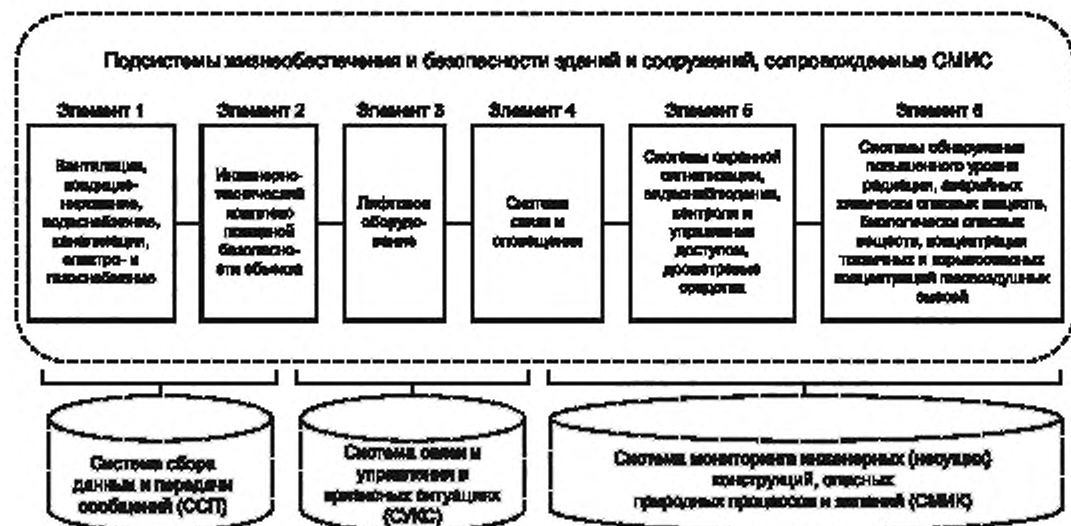 Подсистемы жизнеобеспечения и безопасности зданий и сооружений, сопровождаемые СМИС
Элемент 1
Элемент 2
Элемент 3
Элемент 4
Элемент 5
Элемент 6
Вентиляция,
кондицио-
нирование,
водоснабжение,
канализация,
электро- и
газоснабжение
Инженерно-
технический
комплекс
пожарной
безопасно-
сти объекта
Лифтовое
оборудо-
вание
Система
связи и
оповещения
Системы охранной
сигнализации,
видеонаблюдения,
контроля и
управления
доступом,
досмотровые
средства
Системы обнаружения
повышенного уровня
радиации, аварийных
химически опасных веществ,
биологически опасных
веществ, концентрации
токсичных и взрывоопасных
концентраций газовоздушных
смесей
Система сбора
данных и передачи
сообщений (ССП)
Система связи и
управления в
кризисных ситуациях
(СУКС)
Система мониторинга инженерных (несущих)
конструкций, опасных
природных процессов и явлений (СМИК)